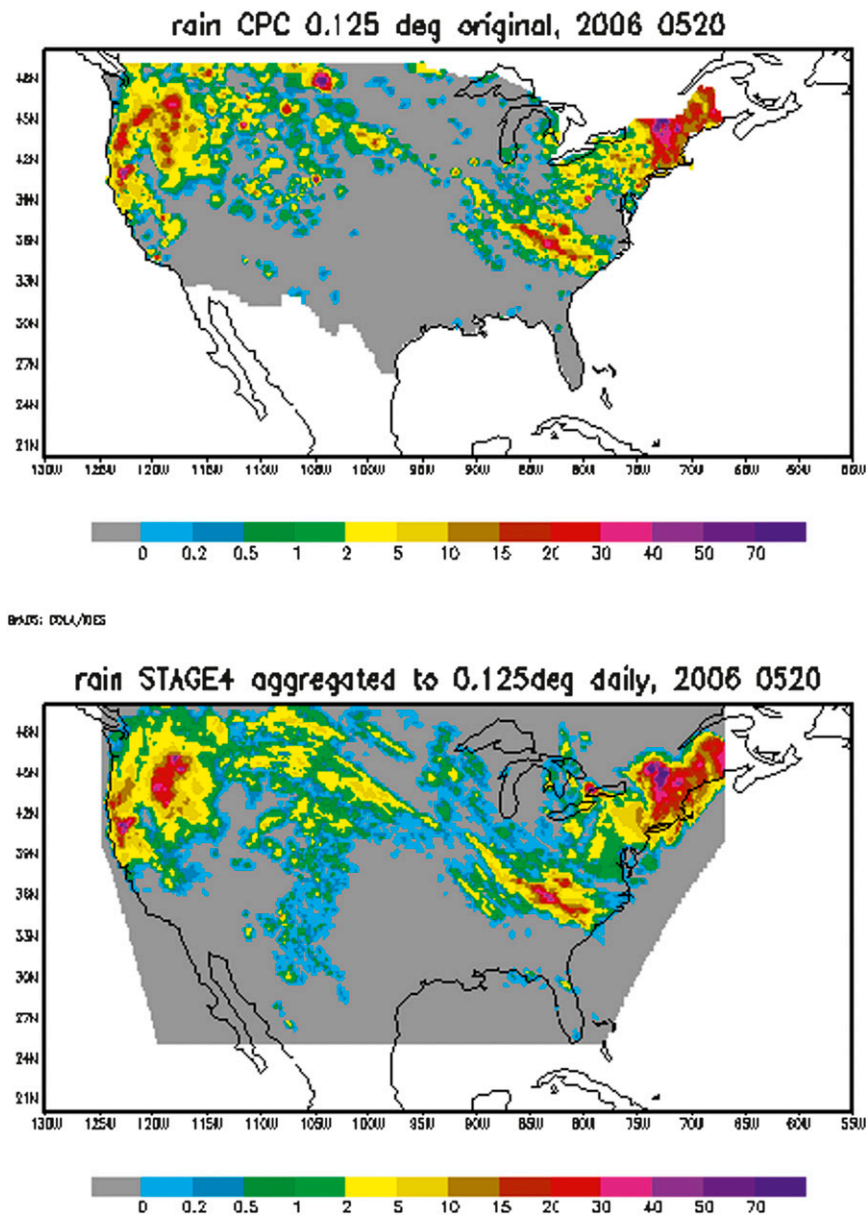 rain CPC 0.125 deg original, 2006 0520
48N
45N
42N
39N
36N
33N
30N
27N
24N
21N
130W 125W 120W 115W 110W 105W 100W 95W 90W 85W 80W 75W 70W 65W 60W 55W
0 0.2 0.5 1 2 5 10 15 20 30 40 50 70
GrADS: COLA/IGES
rain STAGE4 aggregated to 0.125deg daily, 2006 0520
48N
45N
42N
39N
36N
33N
30N
27N
24N
21N
130W 125W 120W 115W 110W 105W 100W 95W 90W 85W 80W 75W 70W 65W 60W 55W
0 0.2 0.5 1 2 5 10 15 20 30 40 50 70